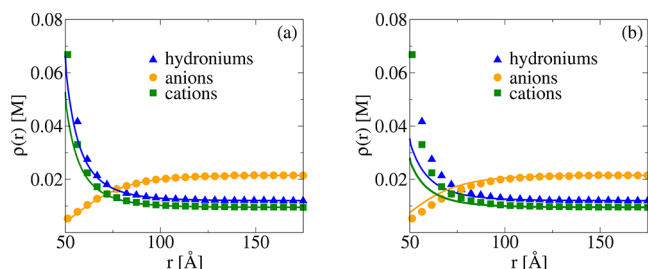 0.08
0.06
0.04
0.02
ρ(r) [M]
(a)
hydroniums
anions
cations
50
100
150
r [Å]
0.08
0.06
0.04
0.02
ρ(r) [M]
(b)
hydroniums
anions
cations
50
100
150
r [Å]